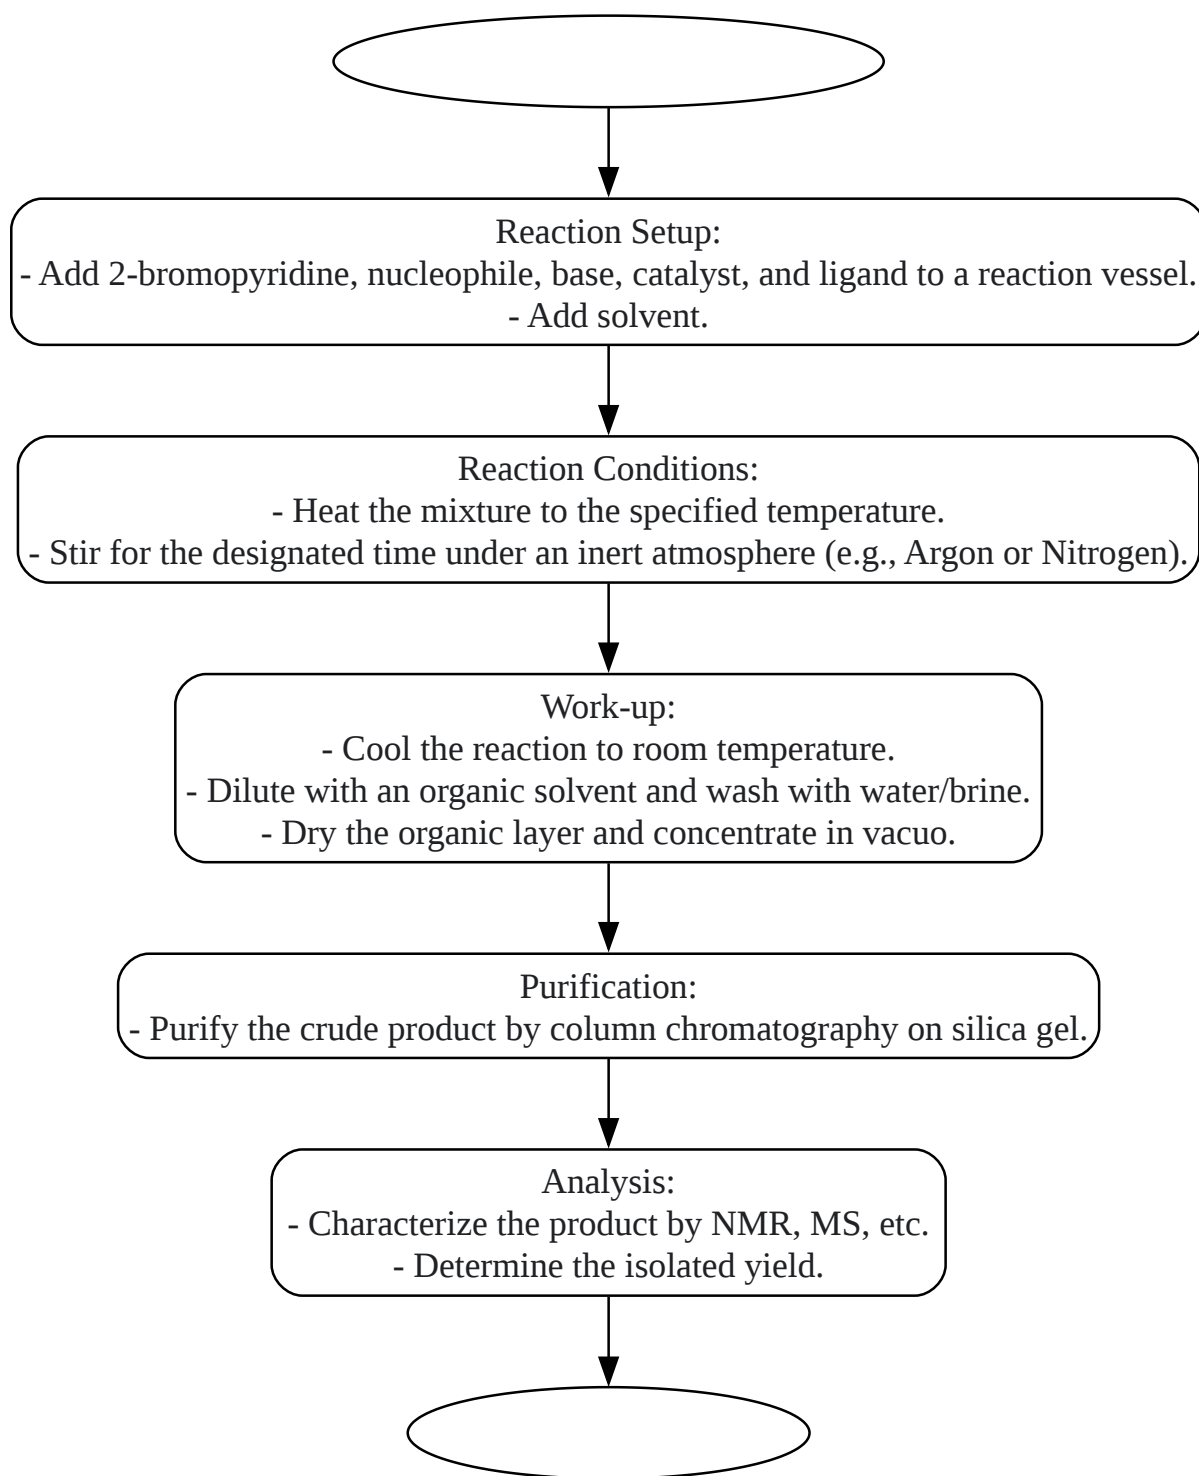 Reaction Setup:
- Add 2-bromopyridine, nucleophile, base, catalyst, and ligand to a reaction vessel.
- Add solvent.
Reaction Conditions:
- Heat the mixture to the specified temperature.
- Stir for the designated time under an inert atmosphere (e.g., Argon or Nitrogen).
Work-up:
- Cool the reaction to room temperature.
- Dilute with an organic solvent and wash with water/brine.
- Dry the organic layer and concentrate in vacuo.
Purification:
- Purify the crude product by column chromatography on silica gel.
Analysis:
- Characterize the product by NMR, MS, etc.
- Determine the isolated yield.